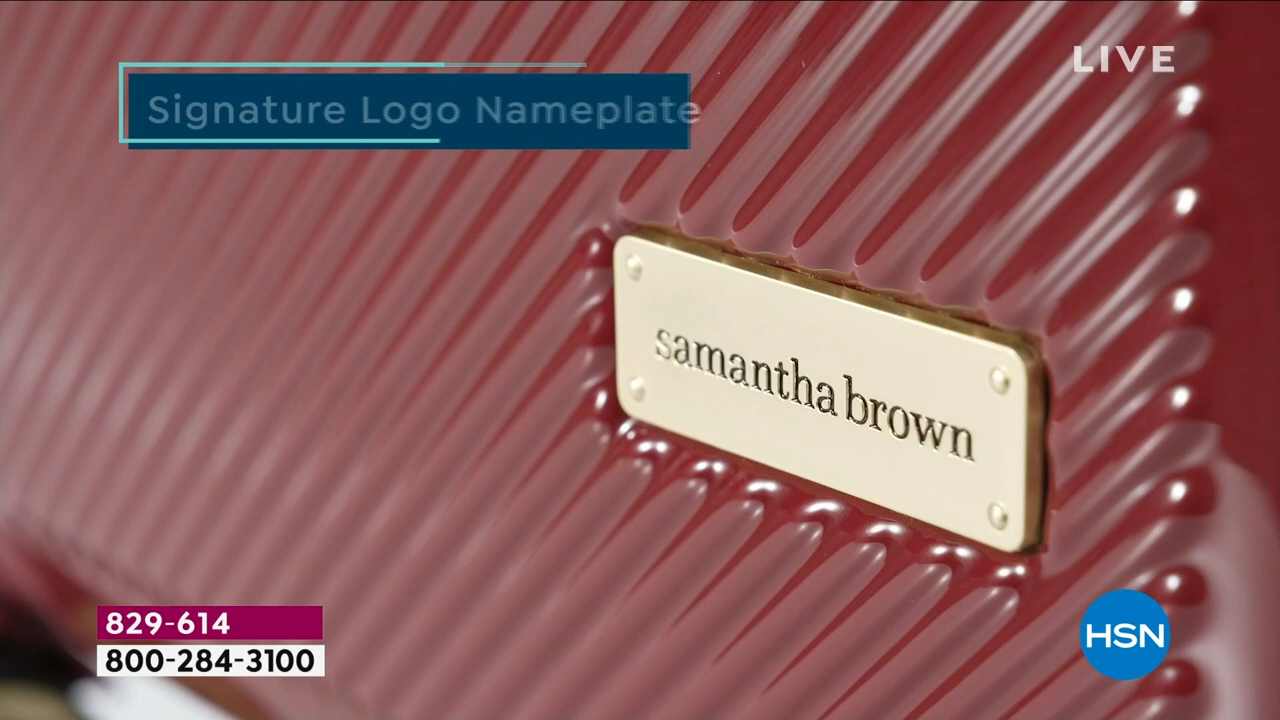 LIVE
Signature Logo Nameplate
samantha brown
829-614
800-284-3100
HSN